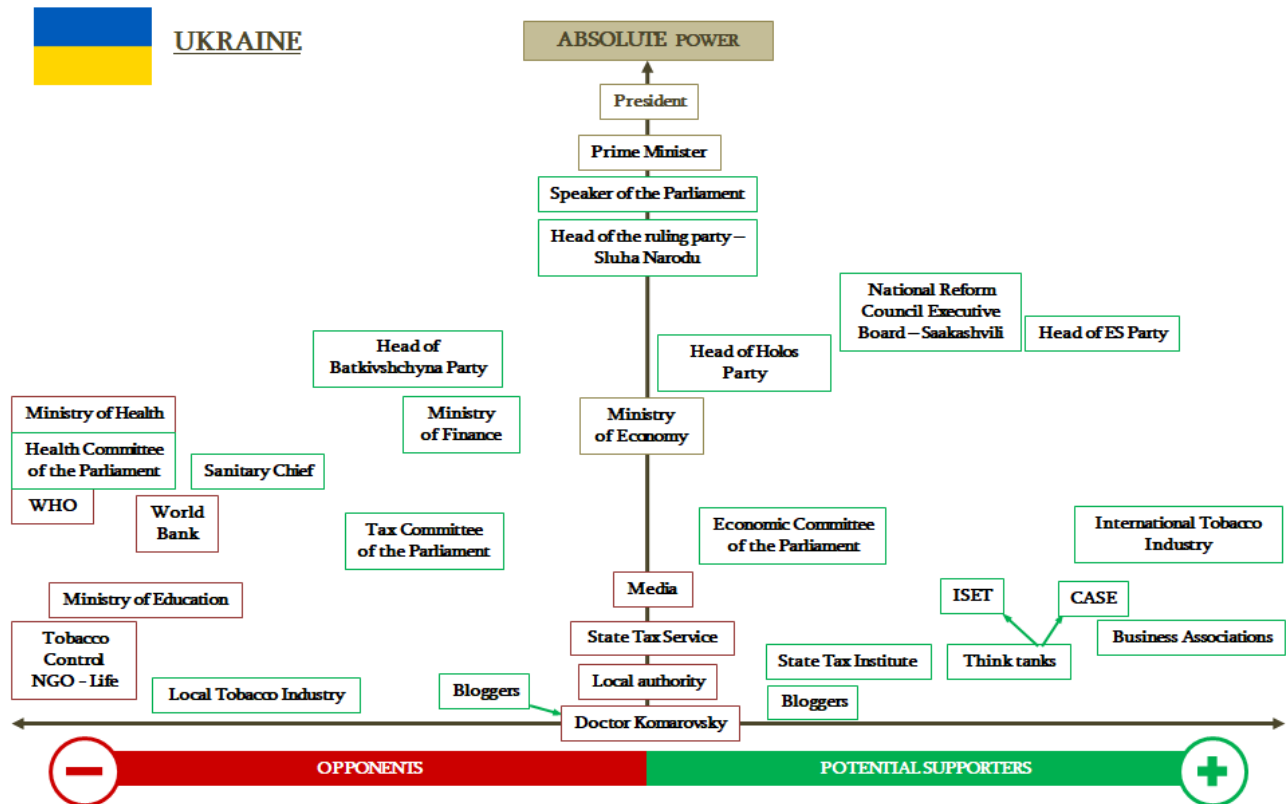 UKRAINE
ABSOLUTE POWER
President
Prime Minister
Speaker of the Parliament
Head of the ruling party –
Sluha Narodu
National Reform
Council Executive
Board – Saakashvili
Head of ES Party
Head of
Batkivshchyna Party
Head of Holos
Party
Ministry of Health
Ministry
of Finance
Ministry
of Economy
Health Committee
of the Parliament
Sanitary Chief
WHO
World
Bank
Tax Committee
of the Parliament
Economic Committee
of the Parliament
International Tobacco
Industry
Media
ISET
CASE
Ministry of Education
Tobacco
Control
NGO - Life
State Tax Service
Business Associations
State Tax Institute
Think tanks
Local Tobacco Industry
Bloggers
Local authority
Bloggers
Doctor Komarovsky
OPPONENTS
POTENTIAL SUPPORTERS